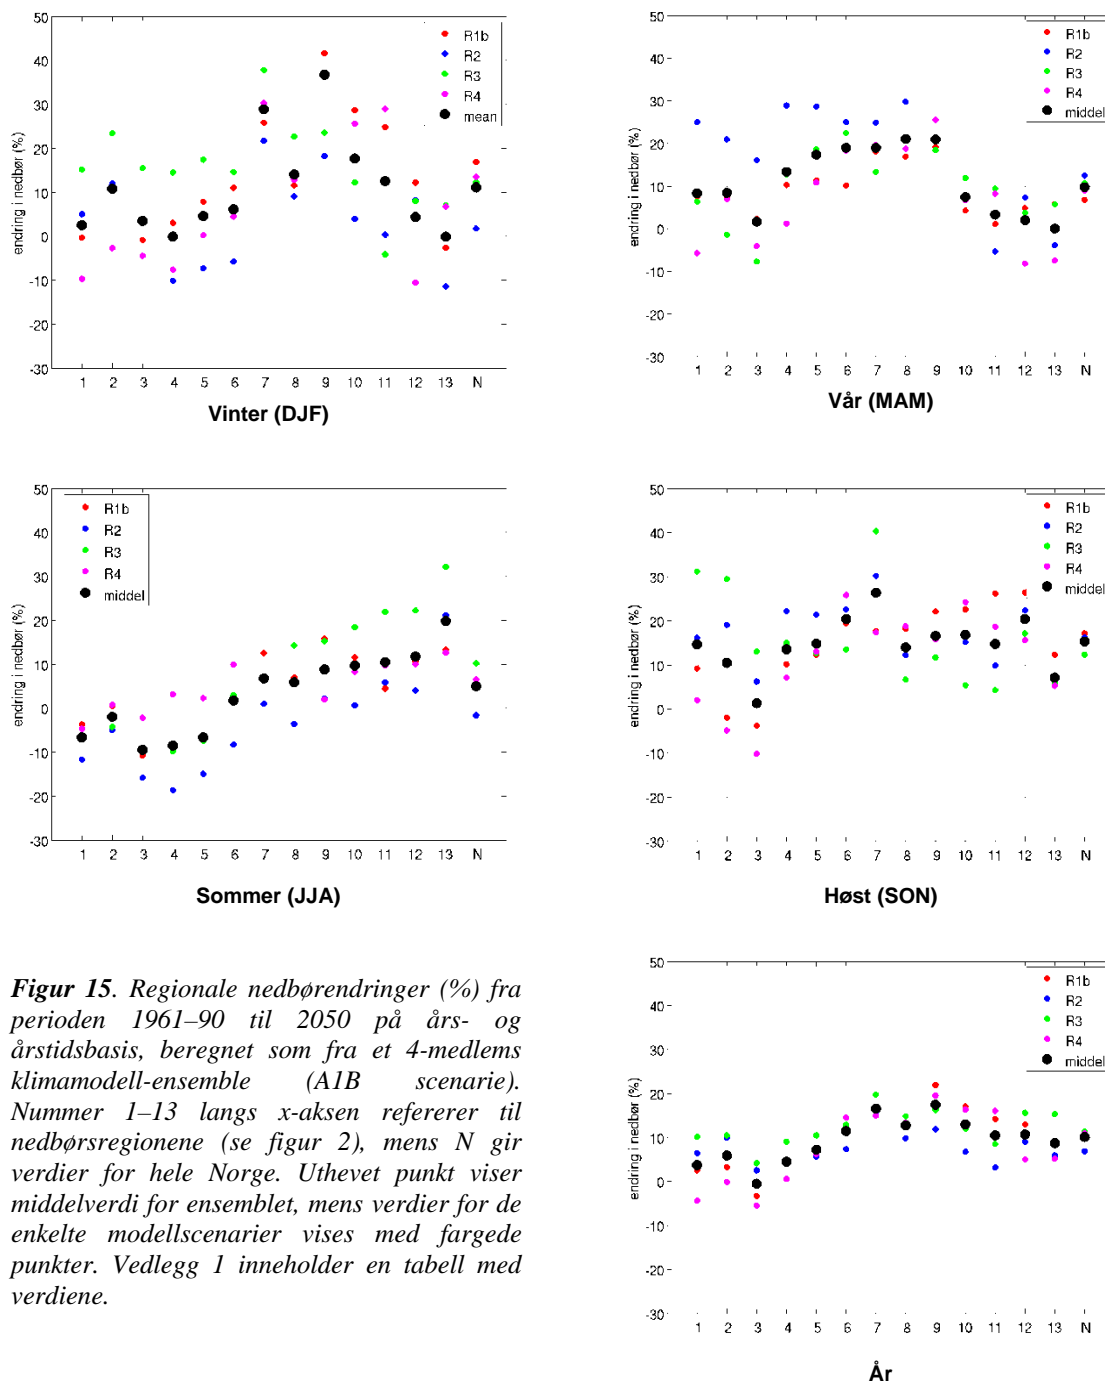 50
40
30
20
10
0
-10
-20
-30
endring i nedbør (%)
R1b
R2
R3
R4
mean
1 2 3 4 5 6 7 8 9 10 11 12 13 N
Vinter (DJF)
50
40
30
20
10
0
-10
-20
-30
endring i nedbør (%)
R1b
R2
R3
R4
middel
1 2 3 4 5 6 7 8 9 10 11 12 13 N
Vår (MAM)
50
40
30
20
10
0
-10
-20
-30
endring i nedbør (%)
R1b
R2
R3
R4
middel
1 2 3 4 5 6 7 8 9 10 11 12 13 N
Sommer (JJA)
50
40
30
20
10
0
-10
-20
-30
endring i nedbør (%)
R1b
R2
R3
R4
middel
1 2 3 4 5 6 7 8 9 10 11 12 13 N
Høst (SON)
Figur 15. Regionale nedbørendringer (%) fra
perioden 1961–90 til 2050 på års- og
årstidsbasis, beregnet som fra et 4-medlems
klimamodell-ensemble (A1B scenarie).
Nummer 1–13 langs x-aksen refererer til
nedbørsregionene (se figur 2), mens N gir
verdier for hele Norge. Uthevet punkt viser
middelverdi for ensemblet, mens verdier for de
enkelte modellscenarier vises med fargede
punkter. Vedlegg 1 inneholder en tabell med
verdiene.
50
40
30
20
10
0
-10
-20
-30
endring i nedbør (%)
R1b
R2
R3
R4
middel
1 2 3 4 5 6 7 8 9 10 11 12 13 N
År